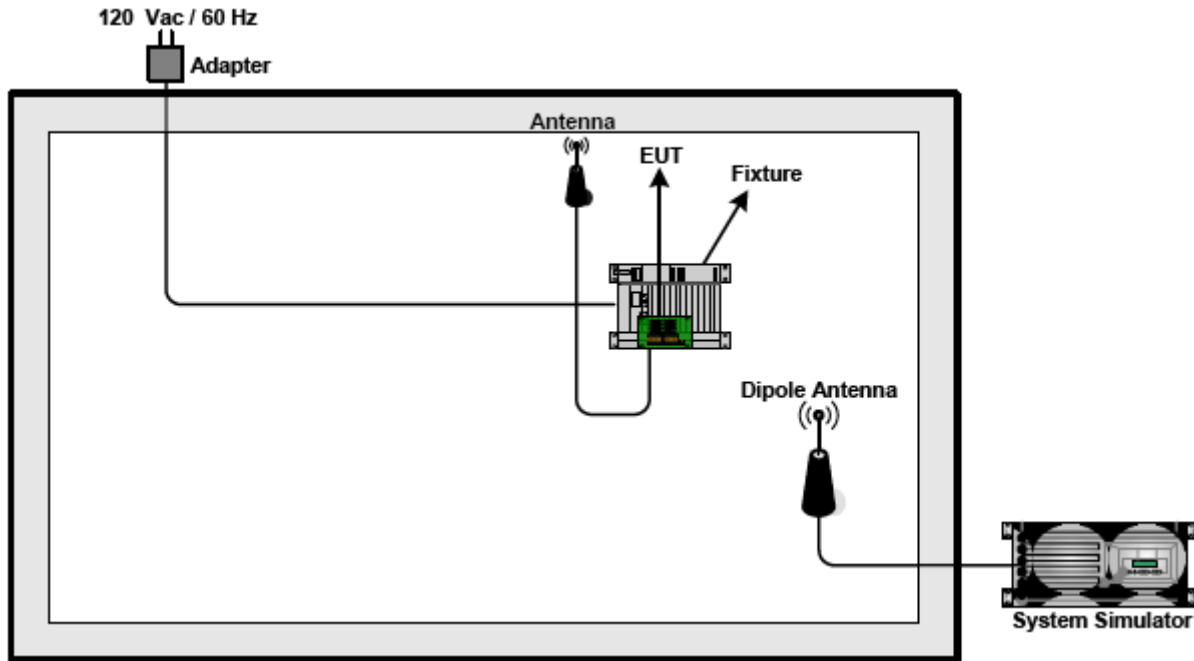 120 Vac / 60 Hz
Adapter
Antenna
EUT
Fixture
Dipole Antenna
System Simulator